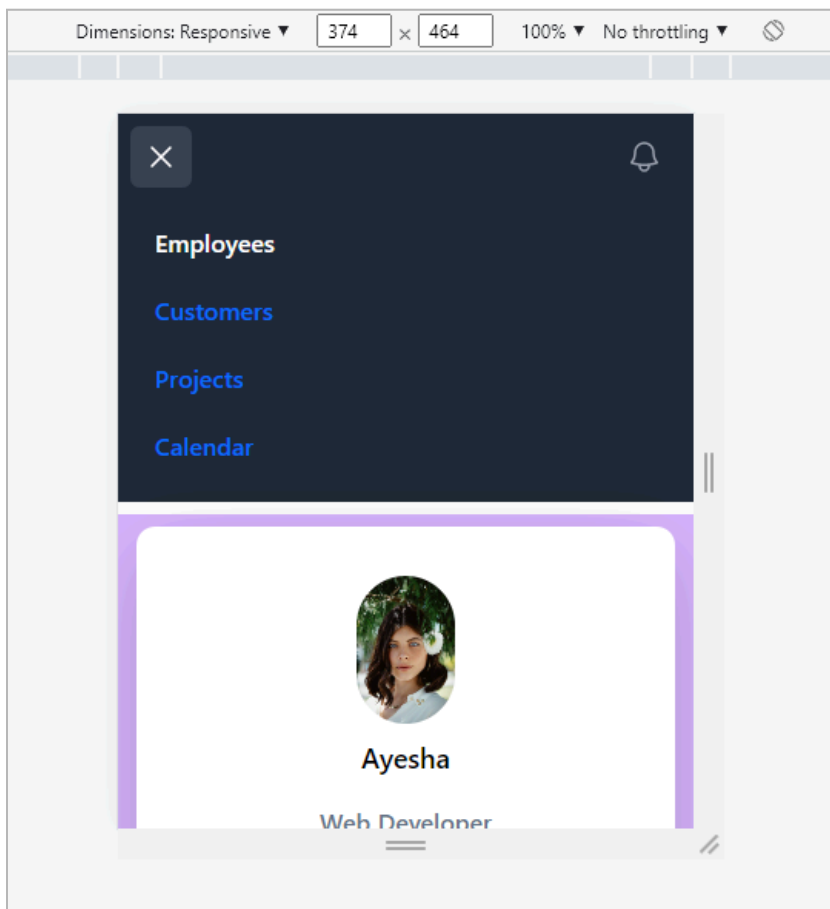 Dimensions: Responsive ▼ 374 × 464 100% ▼ No throttling ▼
Employees
Customers
Projects
Calendar
Ayesha
Web Developer